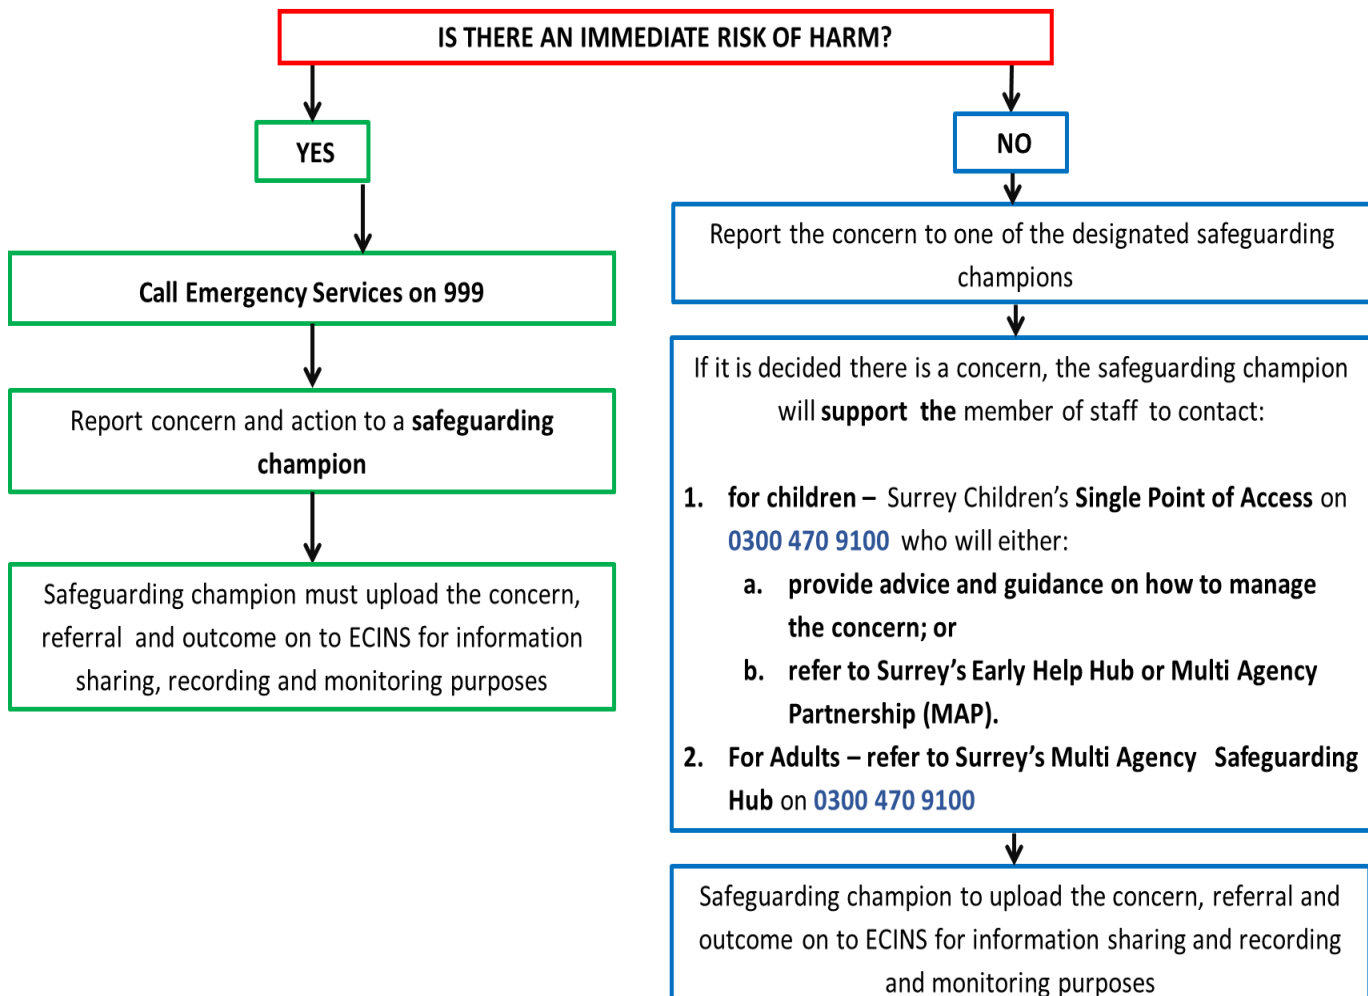 IS THERE AN IMMEDIATE RISK OF HARM?
YES
Call Emergency Services on 999
Report concern and action to a safeguarding
champion
Safeguarding champion must upload the concern,
referral and outcome on to ECINS for information
sharing, recording and monitoring purposes
NO
Report the concern to one of the designated safeguarding
champions
If it is decided there is a concern, the safeguarding champion
will support the member of staff to contact:
1. for children – Surrey Children's Single Point of Access on
0300 470 9100 who will either:
a. provide advice and guidance on how to manage
the concern; or
b. refer to Surrey's Early Help Hub or Multi Agency
Partnership (MAP).
2. For Adults – refer to Surrey's Multi Agency Safeguarding
Hub on 0300 470 9100
Safeguarding champion to upload the concern, referral and
outcome on to ECINS for information sharing and recording
and monitoring purposes